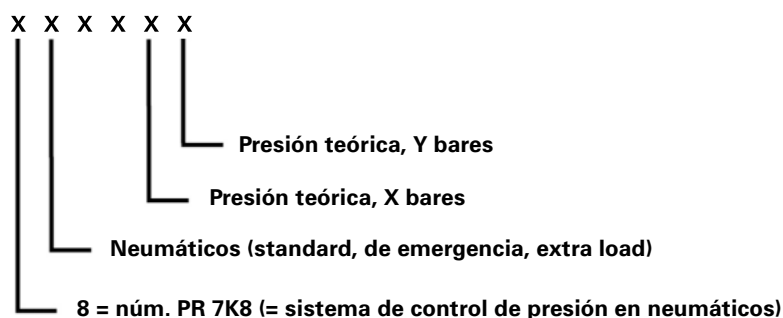 X X X X X X
Presión teórica, Y bares
Presión teórica, X bares
Neumáticos (standard, de emergencia, extra load)
8 = núm. PR 7K8 (= sistema de control de presión en neumáticos)